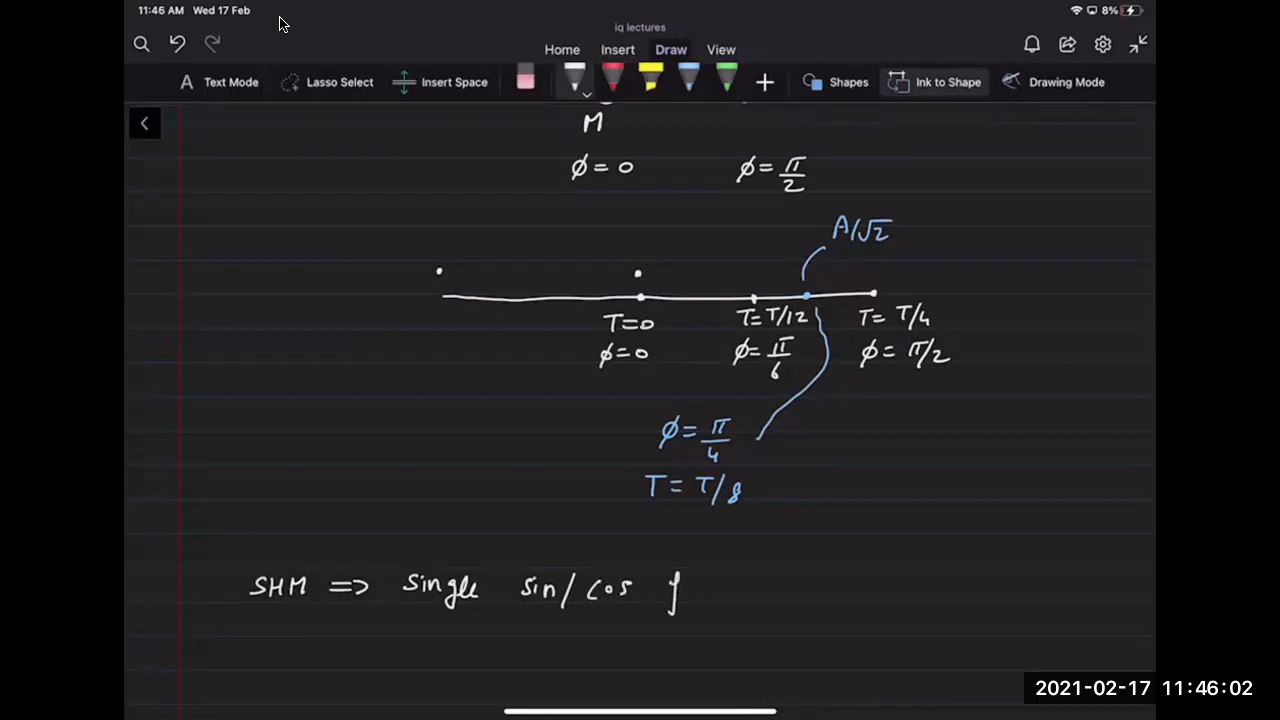 11:46 AM Wed 17 Feb
8%
iq lectures
Home Insert Draw View
Text Mode Lasso Select Insert Space Shapes Ink to Shape Drawing Mode
M
φ = 0 φ = π/2
A/√2
T=0 T= T/12 T= T/4
φ=0 φ= π/6 φ= π/2
φ= π/4
T= T/8
SHM => single sin/cos f
2021-02-17 11:46:02